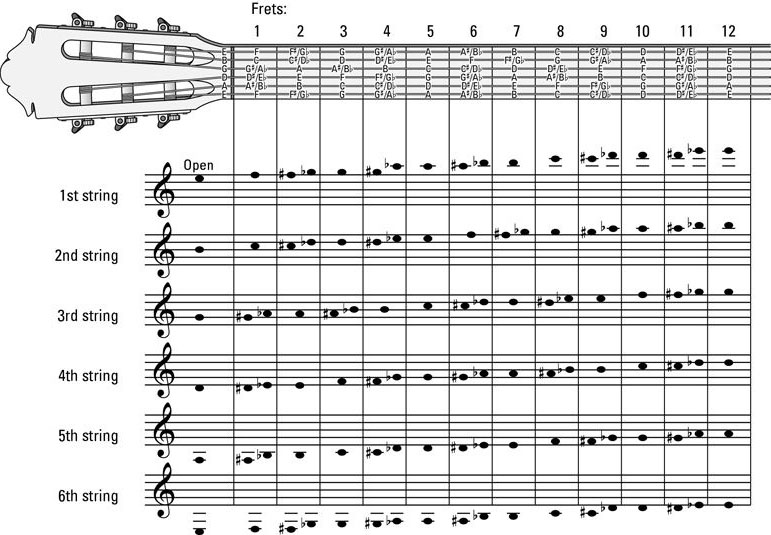 Frets:
1 2 3 4 5 6 7 8 9 10 11 12
E F F♯/G♭ G G♯/A♭ A A♯/B♭ B C C♯/D♭ D D♯/E♭ E
B C C♯/D♭ D D♯/E♭ E F F♯/G♭ G G♯/A♭ A A♯/B♭ B
G G♯/A♭ A A♯/B♭ B C C♯/D♭ D D♯/E♭ E F F♯/G♭ G
D D♯/E♭ E F F♯/G♭ G G♯/A♭ A A♯/B♭ B C C♯/D♭ D
A A♯/B♭ B C C♯/D♭ D D♯/E♭ E F F♯/G♭ G G♯/A♭ A
E F F♯/G♭ G G♯/A♭ A A♯/B♭ B C C♯/D♭ D D♯/E♭ E
Open
1st string
2nd string
3rd string
4th string
5th string
6th string